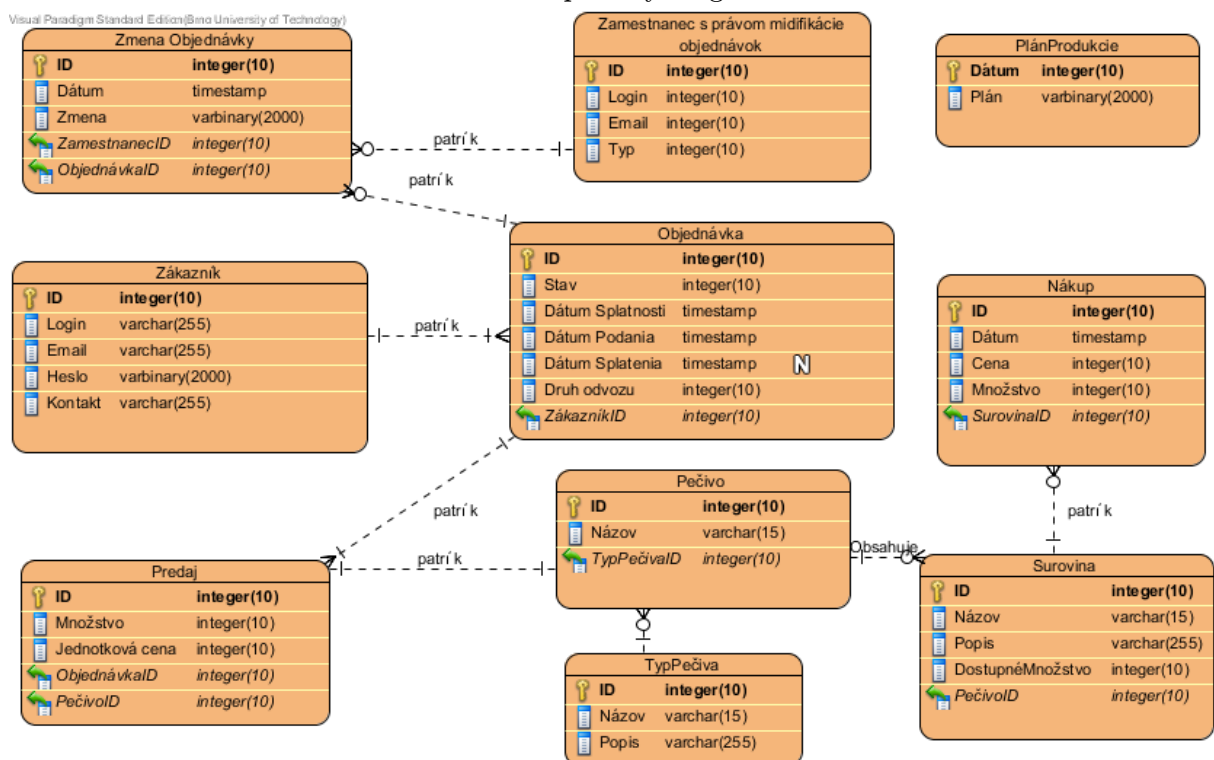 Visual Paradigm Standard Edition(Brno University of Technology)
Zmena Objednávky
ID integer(10)
Dátum timestamp
Zmena varbinary(2000)
ZamestnanecID integer(10)
ObjednávkaID integer(10)
Zamestnanec s právom midifikácie
objednávok
ID integer(10)
Login integer(10)
Email integer(10)
Typ integer(10)
PlánProdukcie
Dátum integer(10)
Plán varbinary(2000)
patrí k
patrí k
Zákazník
ID integer(10)
Login varchar(255)
Email varchar(255)
Heslo varbinary(2000)
Kontakt varchar(255)
patrí k
Objednávka
ID integer(10)
Stav integer(10)
Dátum Splatnosti timestamp
Dátum Podania timestamp
Dátum Splatenia timestamp N
Druh odvozu integer(10)
ZákazníkID integer(10)
Nákup
ID integer(10)
Dátum timestamp
Cena integer(10)
Množstvo integer(10)
SurovinaID integer(10)
patrí k
patrí k
patrí k
Pečivo
ID integer(10)
Názov varchar(15)
TypPečivaID integer(10)
Obsahuje
Predaj
ID integer(10)
Množstvo integer(10)
Jednotková cena integer(10)
ObjednávkaID integer(10)
PečivoID integer(10)
TypPečiva
ID integer(10)
Názov varchar(15)
Popis varchar(255)
Surovina
ID integer(10)
Názov varchar(15)
Popis varchar(255)
DostupnéMnožstvo integer(10)
PečivoID integer(10)